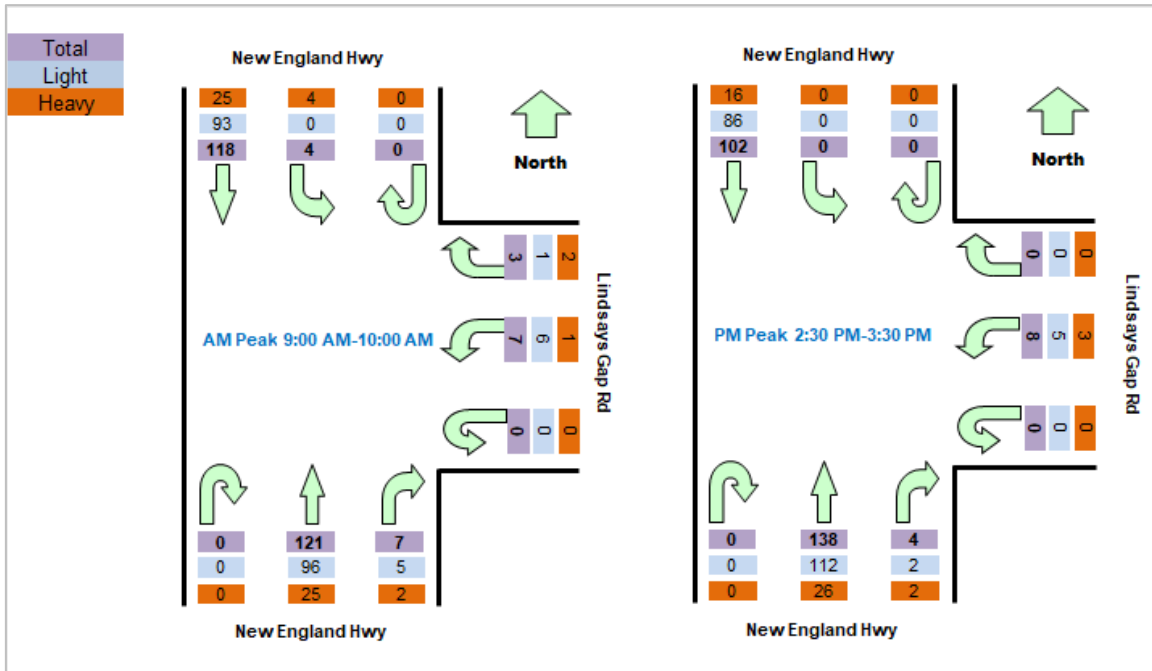 Total
Light
Heavy
New England Hwy
25 4 0
93 0 0
118 4 0
North
3 1 2
7 6 1
0 0 0
Lindsays Gap Rd
AM Peak 9:00 AM-10:00 AM
0 121 7
0 96 5
0 25 2
New England Hwy
New England Hwy
16 0 0
86 0 0
102 0 0
North
0 0 0
8 5 3
0 0 0
Lindsays Gap Rd
PM Peak 2:30 PM-3:30 PM
0 138 4
0 112 2
0 26 2
New England Hwy